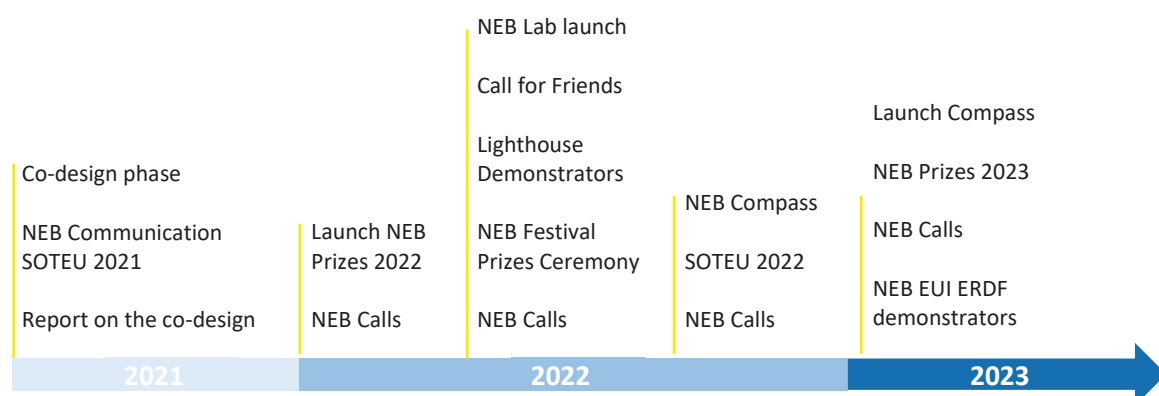 Co-design phase
NEB Communication
SOTEU 2021
Report on the co-design
Launch NEB
Prizes 2022
NEB Calls
NEB Lab launch
Call for Friends
Lighthouse
Demonstrators
NEB Festival
Prizes Ceremony
NEB Calls
NEB Compass
SOTEU 2022
NEB Calls
Launch Compass
NEB Prizes 2023
NEB Calls
NEB EUI ERDF
demonstrators
2021
2022
2023